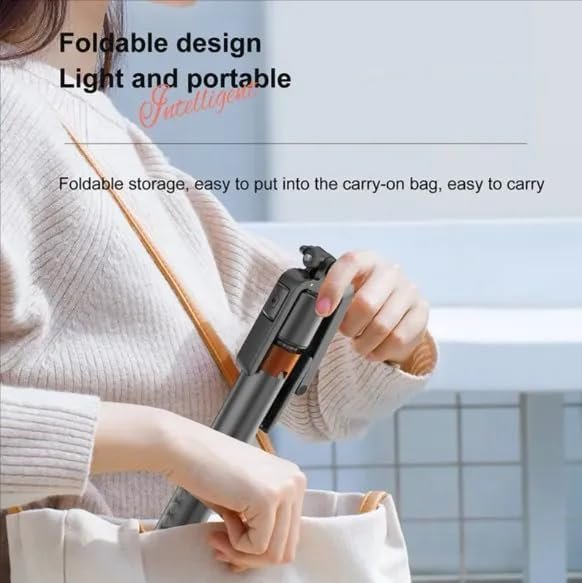 Foldable design
Light and portable
Intelligent
Foldable storage, easy to put into the carry-on bag, easy to carry